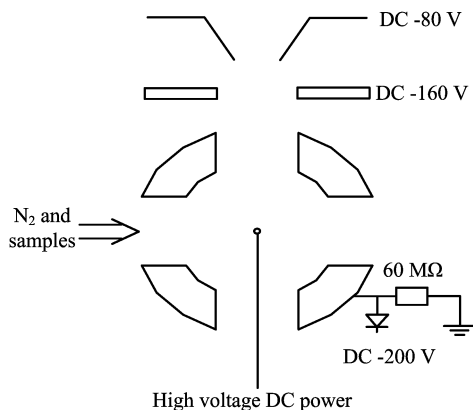 DC -80 V
DC -160 V
N₂ and
samples
60 MΩ
DC -200 V
High voltage DC power